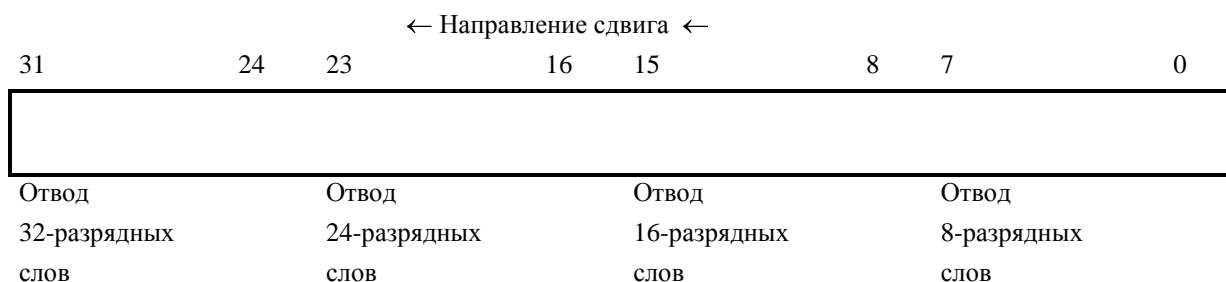 ← Направление сдвига ←
31 24 23 16 15 8 7 0
Отвод Отвод Отвод Отвод
32-разрядных 24-разрядных 16-разрядных 8-разрядных
слов слов слов слов